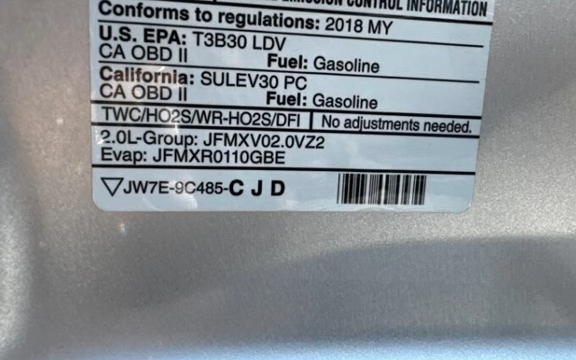 CONTROL INFORMATION
Conforms to regulations: 2018 MY
U.S. EPA: T3B30 LDV
CA OBD II Fuel: Gasoline
California: SULEV30 PC
CA OBD II Fuel: Gasoline
TWC/HO2S/WR-HO2S/DFI No adjustments needed.
2.0L-Group: JFMXV02.0VZ2
Evap: JFMXR0110GBE
▽JW7E-9C485-C J D